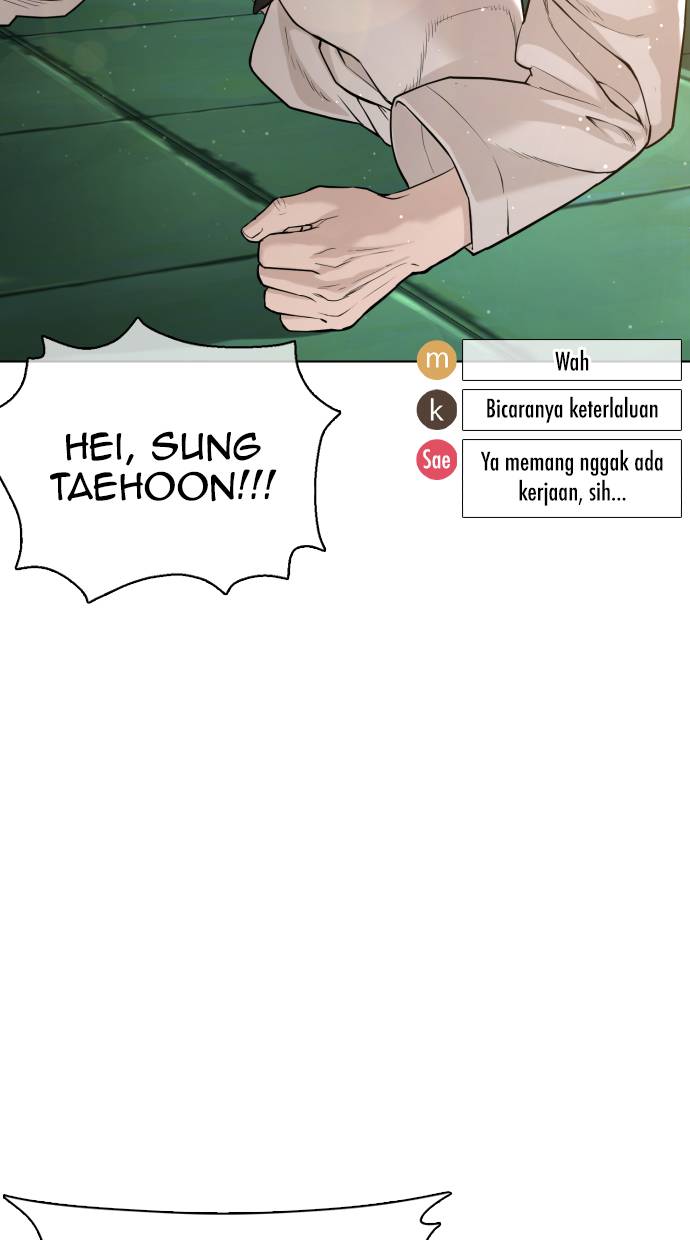 m
Wah
k
Bicaranya keterlaluan
Sae
Ya memang nggak ada
kerjaan, sih...
HEI, SUNG
TAEHOON!!!